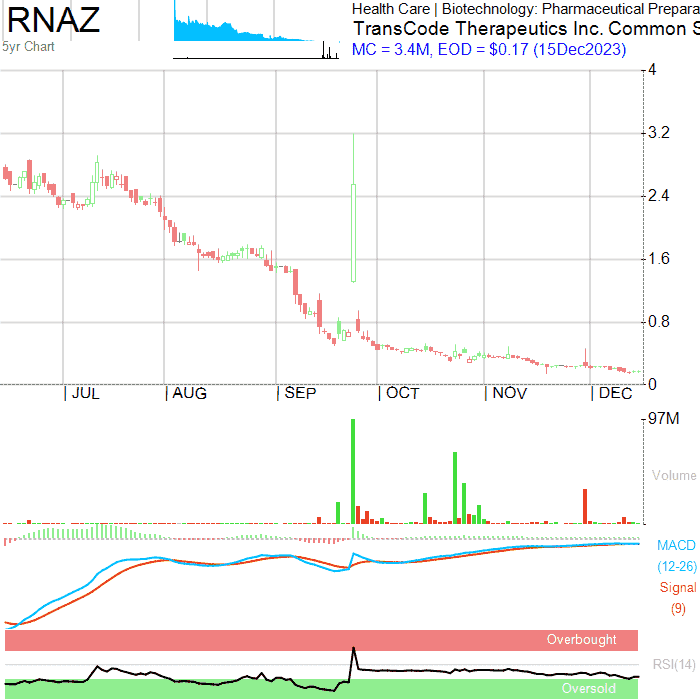 RNAZ
5yr Chart
Health Care | Biotechnology: Pharmaceutical Prepara
TransCode Therapeutics Inc. Common S
MC = 3.4M, EOD = $0.17 (15Dec2023)
4
3.2
2.4
1.6
0.8
0
JUL AUG SEP OCT NOV DEC
97M
Volume
MACD
(12-26)
Signal
(9)
Overbought
RSI(14)
Oversold